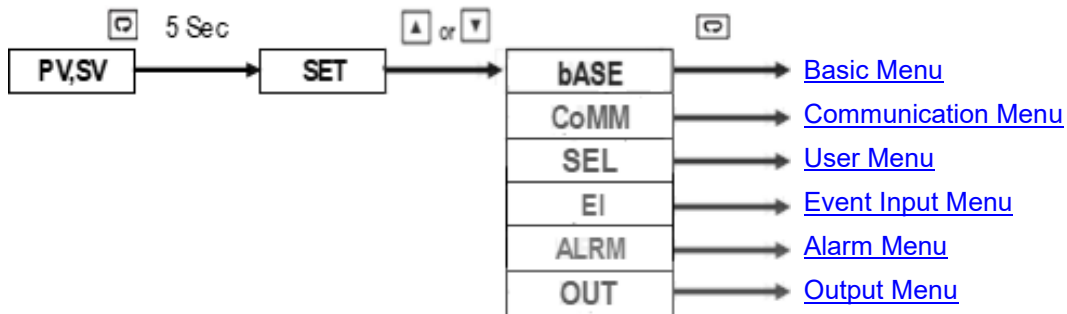 5 Sec or
PV,SV SET bASE Basic Menu
CoMM Communication Menu
SEL User Menu
EI Event Input Menu
ALRM Alarm Menu
OUT Output Menu